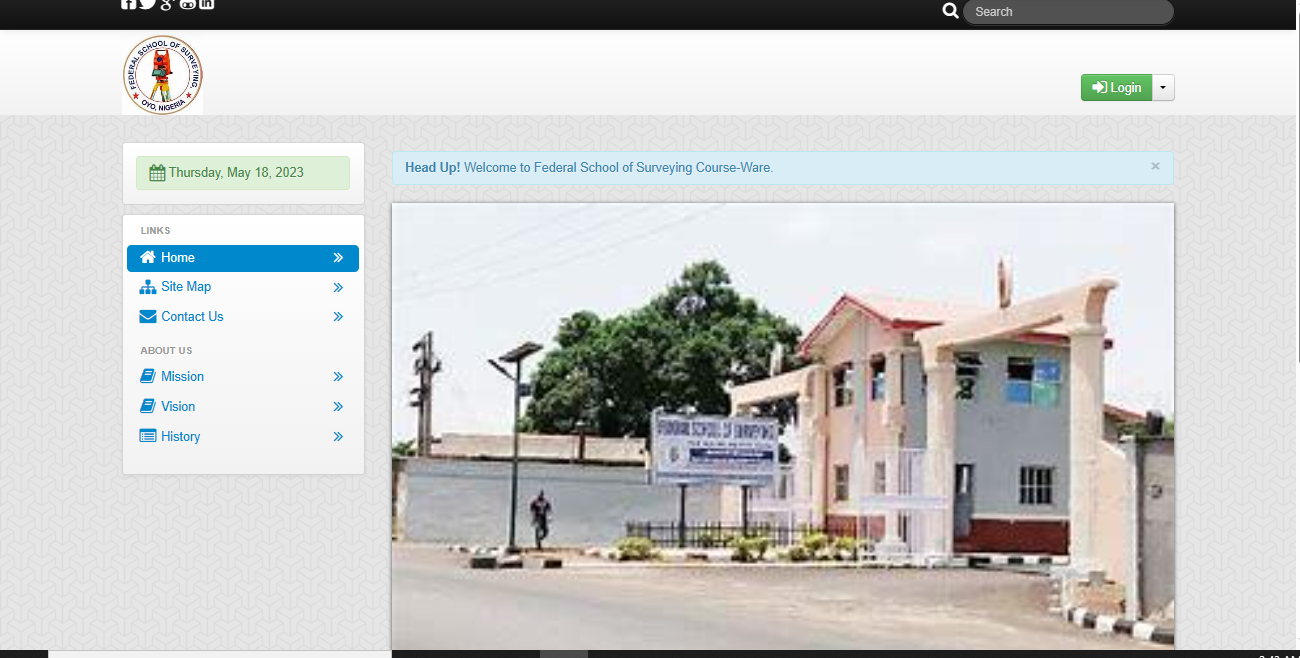 Search
FEDERAL SCHOOL OF SURVEYING,
OYO, NIGERIA
Login
Thursday, May 18, 2023
Head Up! Welcome to Federal School of Surveying Course-Ware.
×
LINKS
Home
Site Map
Contact Us
ABOUT US
Mission
Vision
History
FEDERAL SCHOOL OF SURVEYING